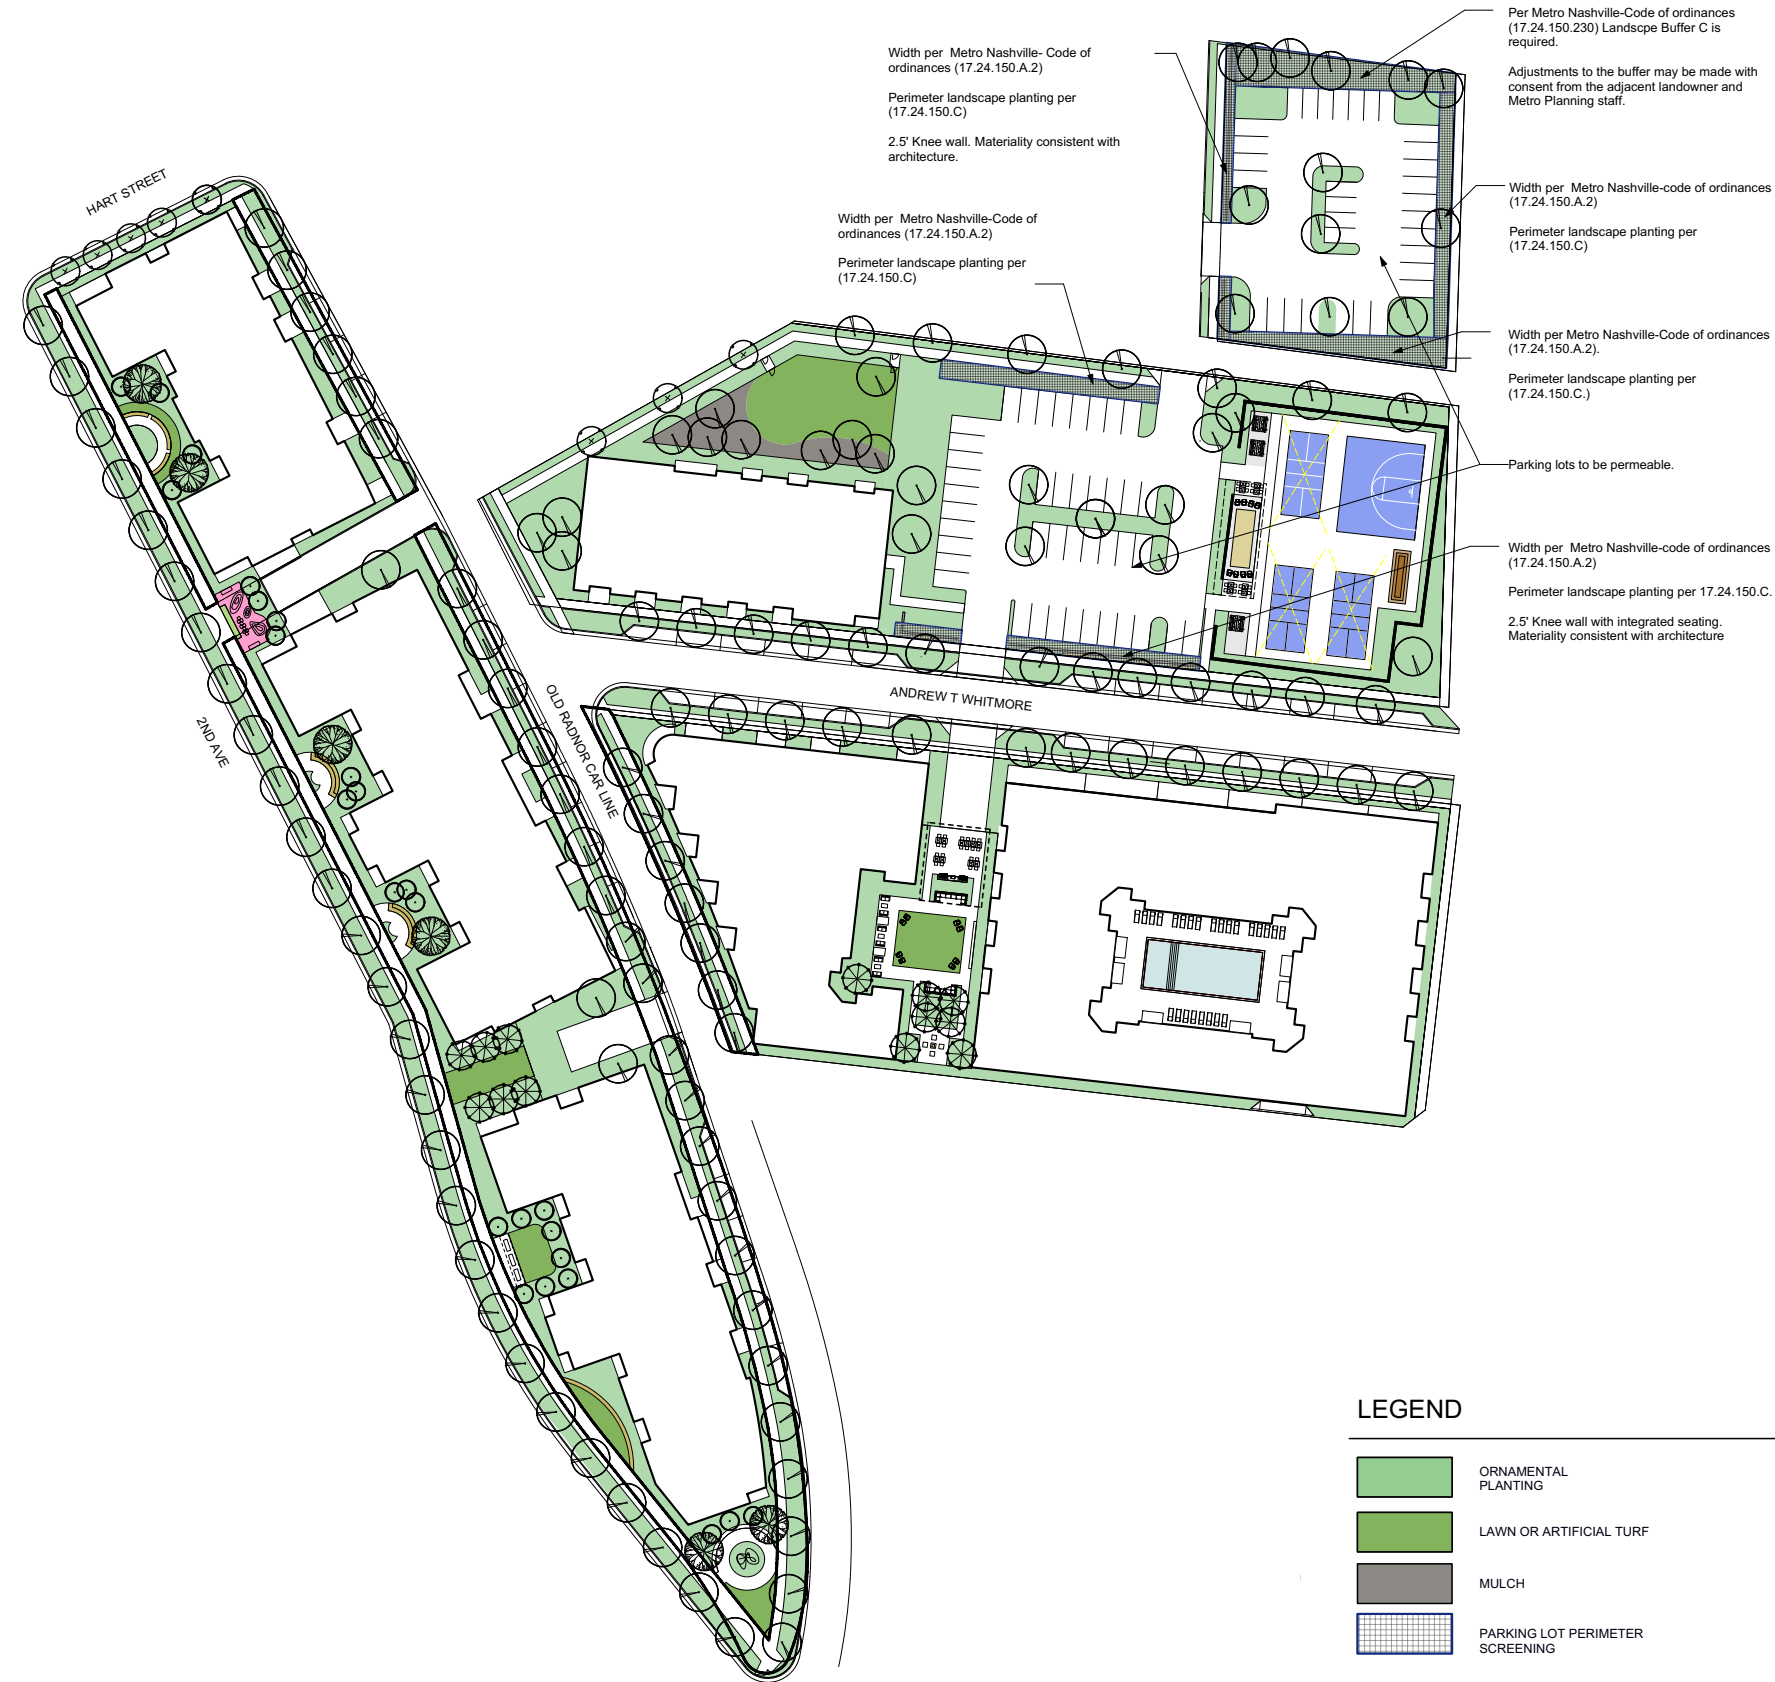 Per Metro Nashville-Code of ordinances
(17.24.150.230) Landscpe Buffer C is
required.
Adjustments to the buffer may be made with
consent from the adjacent landowner and
Metro Planning staff.
Width per Metro Nashville- Code of
ordinances (17.24.150.A.2)
Perimeter landscape planting per
(17.24.150.C)
2.5' Knee wall. Materiality consistent with
architecture.
HART STREET
Width per Metro Nashville-code of ordinances
(17.24.150.A.2)
Perimeter landscape planting per
(17.24.150.C)
Width per Metro Nashville-Code of
ordinances (17.24.150.A.2)
Perimeter landscape planting per
(17.24.150.C)
Width per Metro Nashville-Code of ordinances
(17.24.150.A.2).
Perimeter landscape planting per
(17.24.150.C.)
Parking lots to be permeable.
Width per Metro Nashville-code of ordinances
(17.24.150.A.2)
Perimeter landscape planting per 17.24.150.C.
2.5' Knee wall with integrated seating.
Materiality consistent with architecture
2ND AVE
OLD RADNOR CAR LINE
ANDREW T WHITMORE
LEGEND
ORNAMENTAL
PLANTING
LAWN OR ARTIFICIAL TURF
MULCH
PARKING LOT PERIMETER
SCREENING